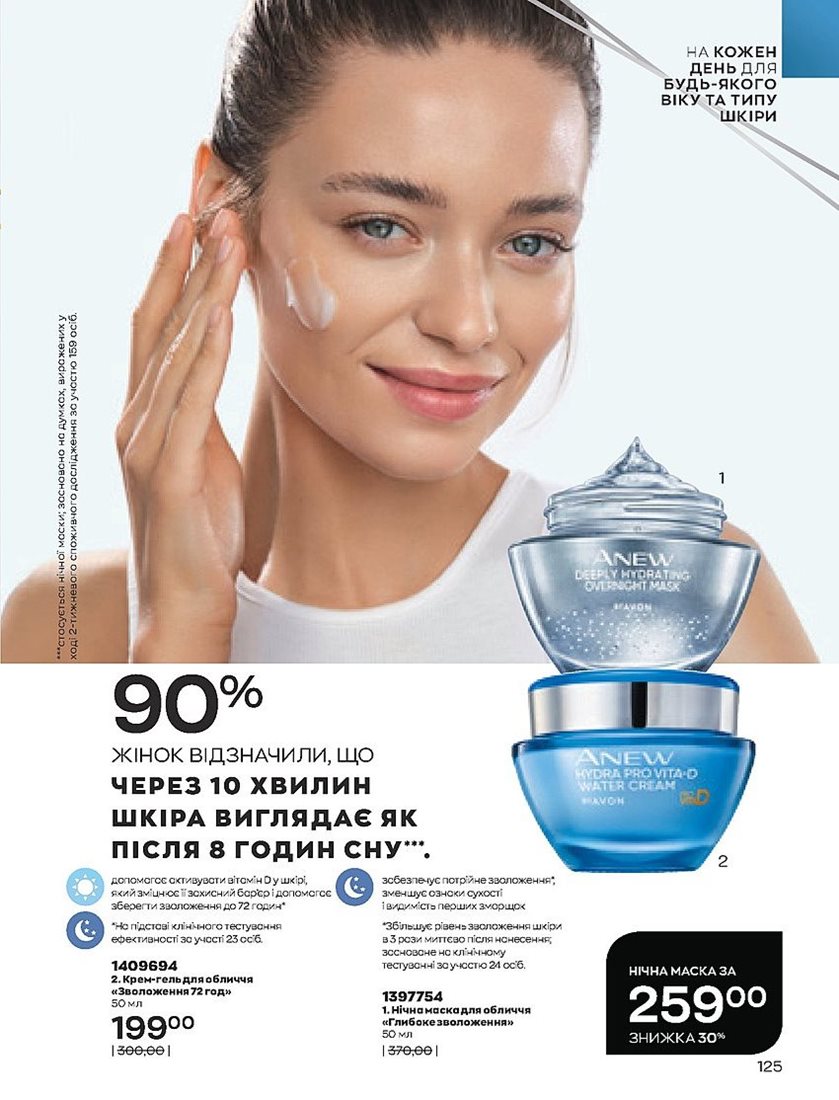 НА КОЖЕН
ДЕНЬ ДЛЯ
БУДЬ-ЯКОГО
ВІКУ ТА ТИПУ
ШКІРИ
***стосується нічної маски; засновано на думках, виражених у
ході 2-тижневого споживчого дослідження за участю 159 осіб.
1
ANEW
DEEPLY HYDRATING
OVERNIGHT MASK
BY AVON
ANEW
HYDRA PRO VITA-D
WATER CREAM
BY AVON
PRO
VITA D
2
90%
ЖІНОК ВІДЗНАЧИЛИ, ЩО
ЧЕРЕЗ 10 ХВИЛИН
ШКІРА ВИГЛЯДАЄ ЯК
ПІСЛЯ 8 ГОДИН СНУ***.
допомагає активувати вітамін D у шкірі,
який зміцнює її захисний бар'єр і допомагає
зберегти зволоження до 72 годин*
*На підставі клінічного тестування
ефективності за участі 23 осіб.
1409694
2. Крем-гель для обличчя
«Зволоження 72 год»
50 мл
199⁰⁰
| 300,00 |
забезпечує потрійне зволоження*,
зменшує ознаки сухості
і видимість перших зморщок
*Збільшує рівень зволоження шкіри
в 3 рази миттєво після нанесення;
засноване на клінічному
тестуванні за участю 24 осіб.
1397754
1. Нічна маска для обличчя
«Глибоке зволоження»
50 мл
| 370,00 |
НІЧНА МАСКА ЗА
259⁰⁰
ЗНИЖКА 30%
125